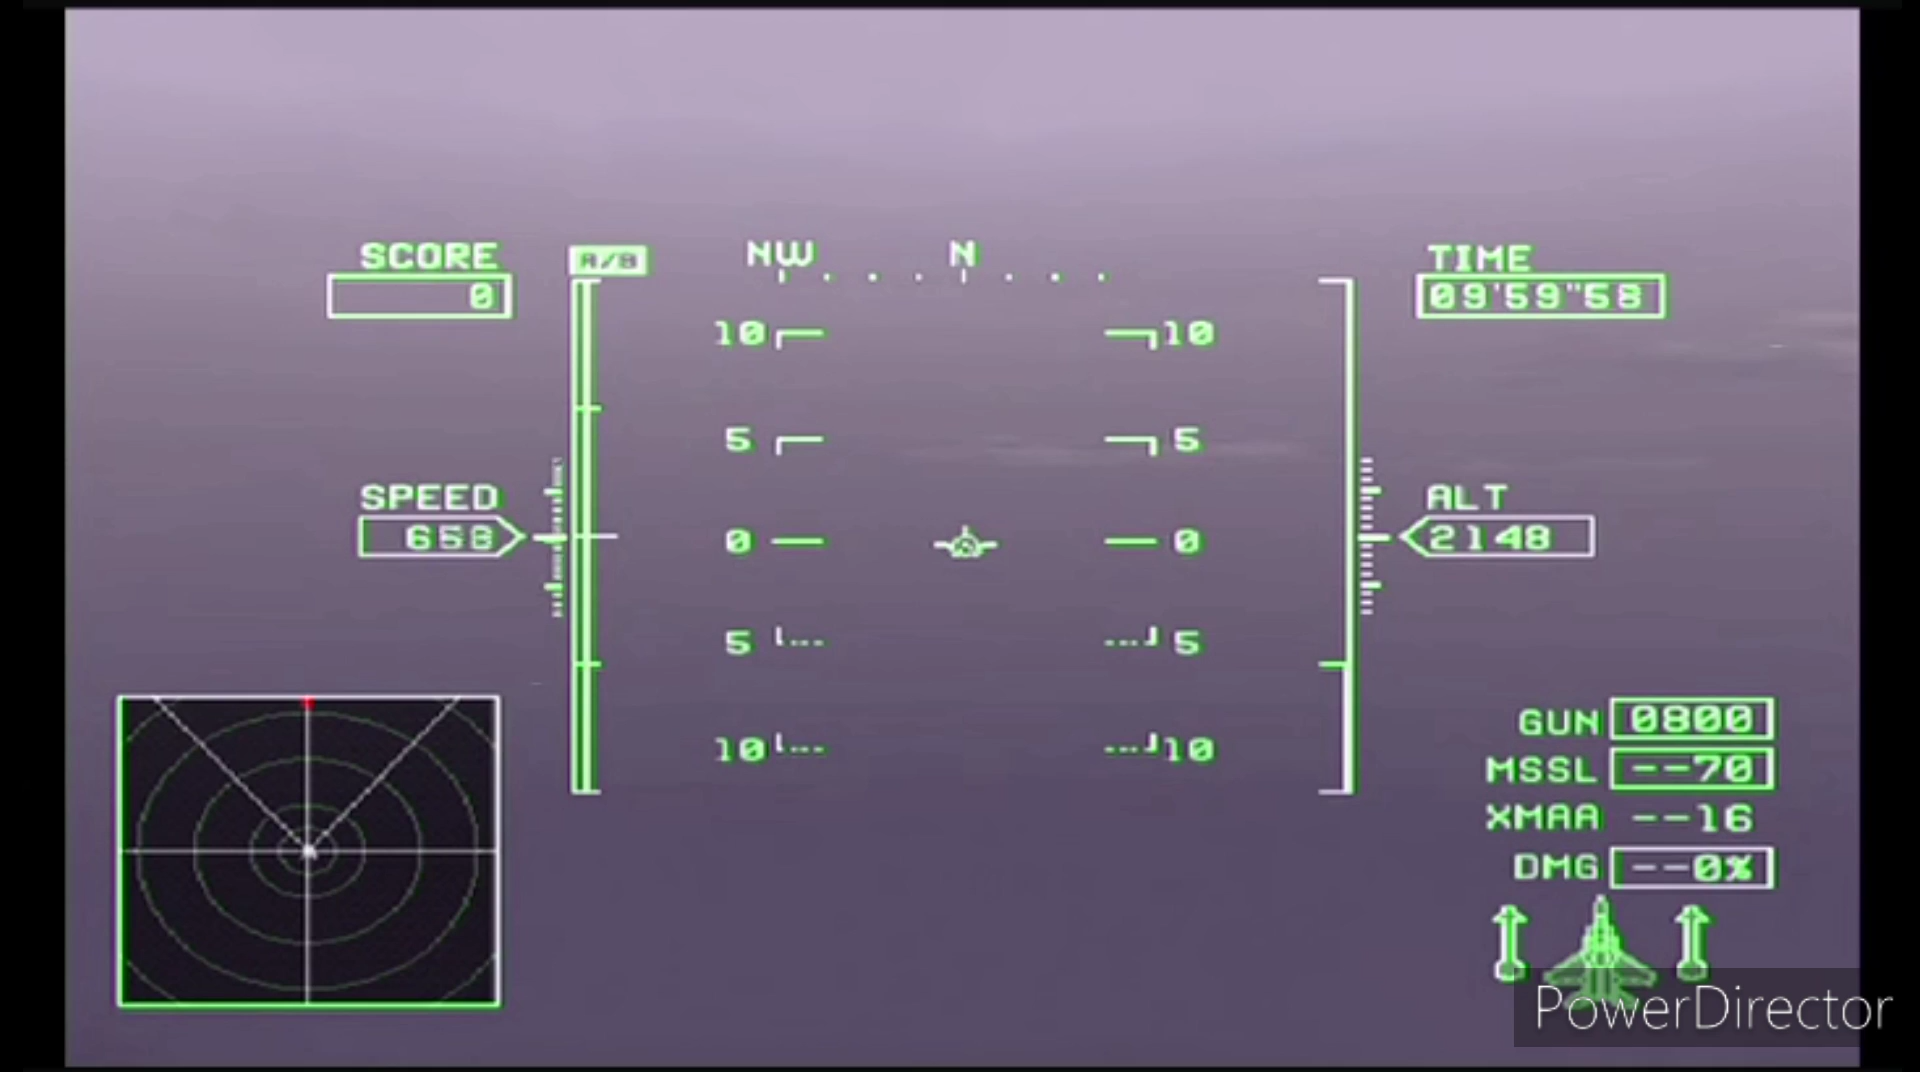 SCORE
0
A/B
NW
N
TIME
09'59"58
10
10
5
5
SPEED
658
ALT
2148
0
0
5
5
10
10
GUN 0800
MSSL --70
XMAA --16
DMG --0%
PowerDirector